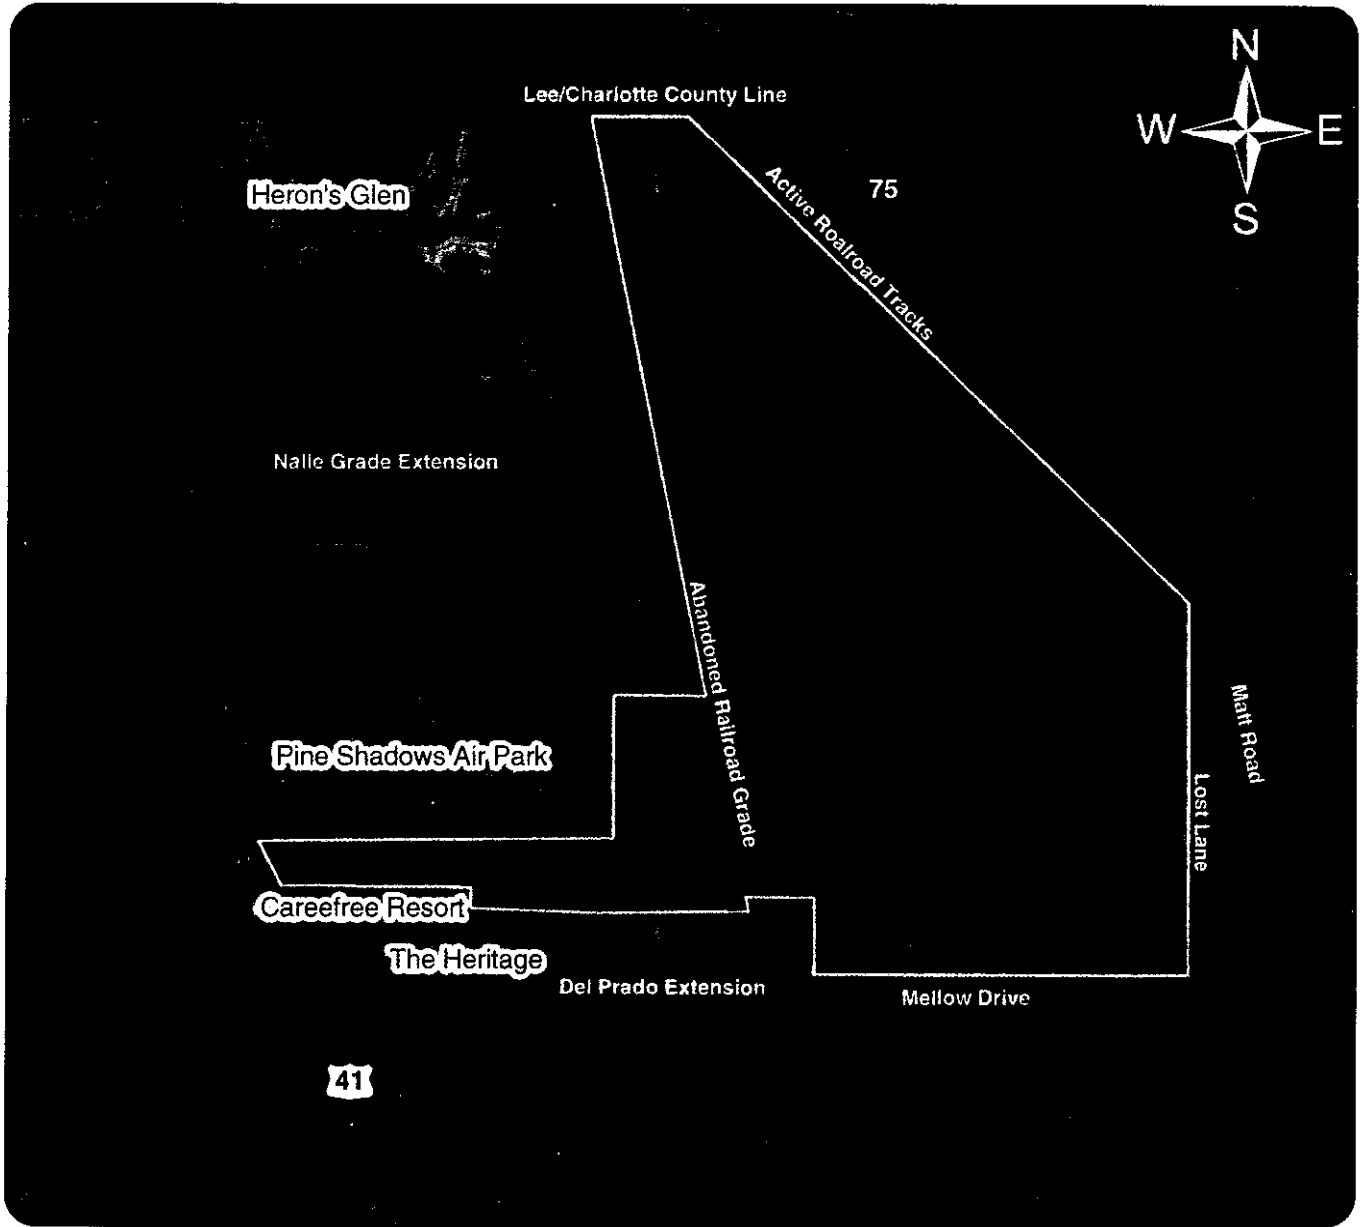 N
Lee/Charlotte County Line
W
E
Heron's Glen
Active Roalroad Tracks
75
S
Nalle Grade Extension
Abandoned Railroad Grade
Matt Road
Pine Shadows Air Park
Lost Lane
Careefree Resort
The Heritage
Del Prado Extension
Mellow Drive
41